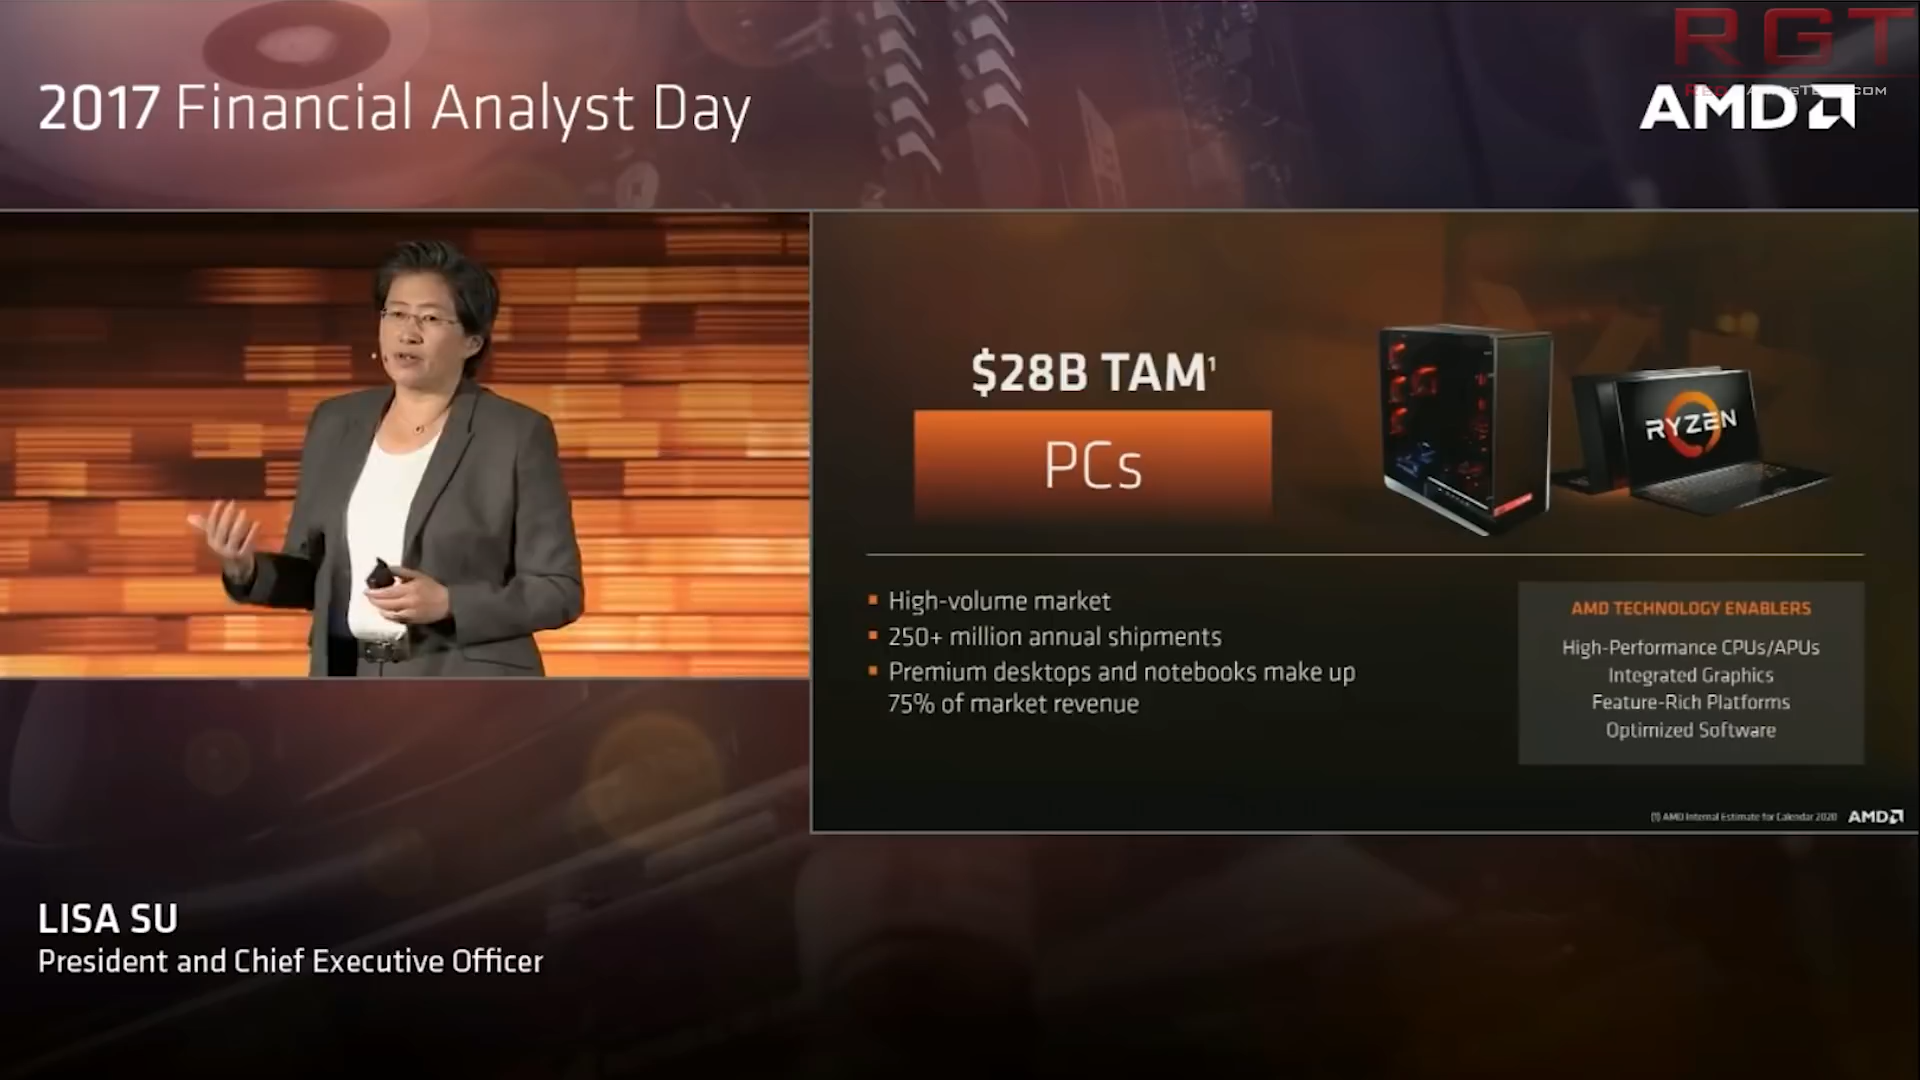 RGT
2017 Financial Analyst Day
AMD
$28B TAM¹
PCs
RYZEN
High-volume market
250+ million annual shipments
Premium desktops and notebooks make up
75% of market revenue
AMD TECHNOLOGY ENABLERS
High-Performance CPUs/APUs
Integrated Graphics
Feature-Rich Platforms
Optimized Software
(1) AMD Internal Estimate for Calendar 2020
AMD
LISA SU
President and Chief Executive Officer